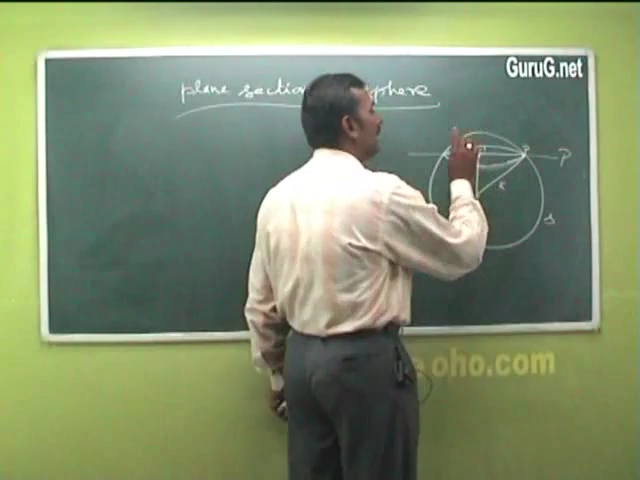 GuruG.net
plane section sphere
P P
R
s
oho.com